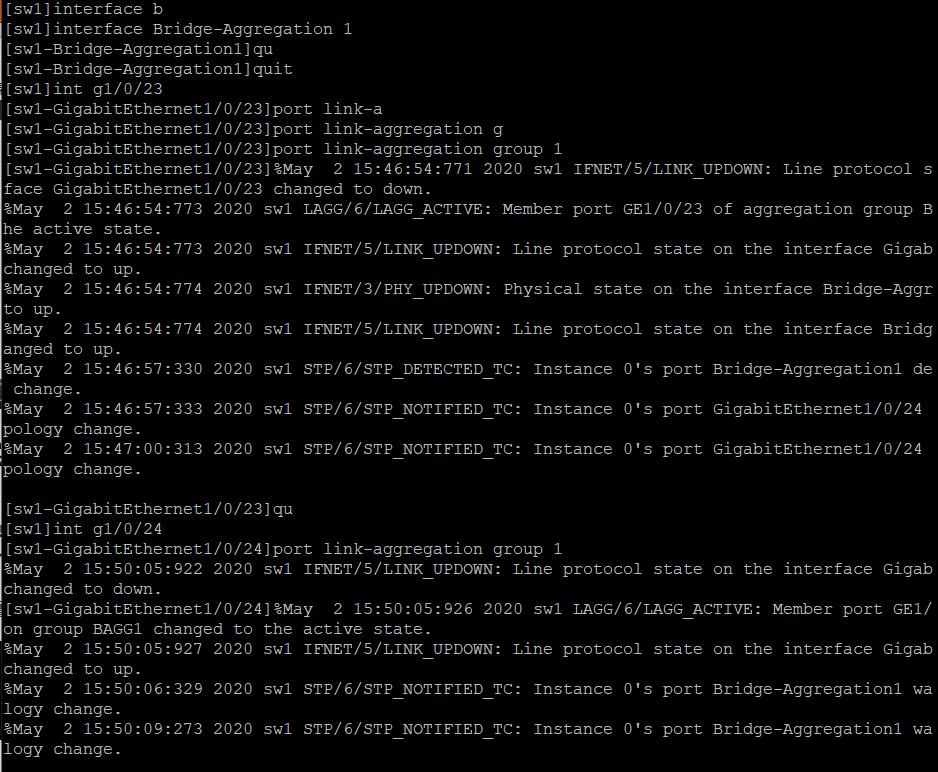 [sw1]interface b
[sw1]interface Bridge-Aggregation 1
[sw1-Bridge-Aggregation1]qu
[sw1-Bridge-Aggregation1]quit
[sw1]int g1/0/23
[sw1-GigabitEthernet1/0/23]port link-a
[sw1-GigabitEthernet1/0/23]port link-aggregation g
[sw1-GigabitEthernet1/0/23]port link-aggregation group 1
[sw1-GigabitEthernet1/0/23]%May  2 15:46:54:771 2020 sw1 IFNET/5/LINK_UPDOWN: Line protocol s
face GigabitEthernet1/0/23 changed to down.
%May  2 15:46:54:773 2020 sw1 LAGG/6/LAGG_ACTIVE: Member port GE1/0/23 of aggregation group B
he active state.
%May  2 15:46:54:773 2020 sw1 IFNET/5/LINK_UPDOWN: Line protocol state on the interface Gigab
changed to up.
%May  2 15:46:54:774 2020 sw1 IFNET/3/PHY_UPDOWN: Physical state on the interface Bridge-Aggr
to up.
%May  2 15:46:54:774 2020 sw1 IFNET/5/LINK_UPDOWN: Line protocol state on the interface Bridg
anged to up.
%May  2 15:46:57:330 2020 sw1 STP/6/STP_DETECTED_TC: Instance 0's port Bridge-Aggregation1 de
 change.
%May  2 15:46:57:333 2020 sw1 STP/6/STP_NOTIFIED_TC: Instance 0's port GigabitEthernet1/0/24
pology change.
%May  2 15:47:00:313 2020 sw1 STP/6/STP_NOTIFIED_TC: Instance 0's port GigabitEthernet1/0/24
pology change.
[sw1-GigabitEthernet1/0/23]qu
[sw1]int g1/0/24
[sw1-GigabitEthernet1/0/24]port link-aggregation group 1
%May  2 15:50:05:922 2020 sw1 IFNET/5/LINK_UPDOWN: Line protocol state on the interface Gigab
changed to down.
[sw1-GigabitEthernet1/0/24]%May  2 15:50:05:926 2020 sw1 LAGG/6/LAGG_ACTIVE: Member port GE1/
on group BAGG1 changed to the active state.
%May  2 15:50:05:927 2020 sw1 IFNET/5/LINK_UPDOWN: Line protocol state on the interface Gigab
changed to up.
%May  2 15:50:06:329 2020 sw1 STP/6/STP_NOTIFIED_TC: Instance 0's port Bridge-Aggregation1 wa
logy change.
%May  2 15:50:09:273 2020 sw1 STP/6/STP_NOTIFIED_TC: Instance 0's port Bridge-Aggregation1 wa
logy change.